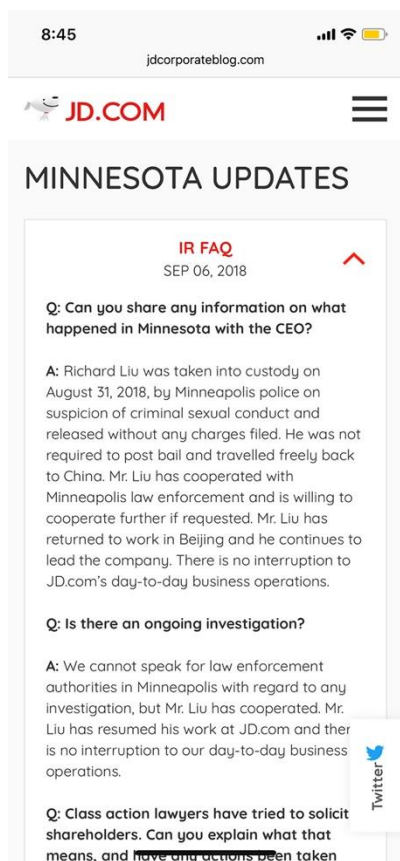 8:45
jdcorporateblog.com
JD.COM
MINNESOTA UPDATES
IR FAQ
SEP 06, 2018
Q: Can you share any information on what
happened in Minnesota with the CEO?
A: Richard Liu was taken into custody on
August 31, 2018, by Minneapolis police on
suspicion of criminal sexual conduct and
released without any charges filed. He was not
required to post bail and travelled freely back
to China. Mr. Liu has cooperated with
Minneapolis law enforcement and is willing to
cooperate further if requested. Mr. Liu has
returned to work in Beijing and he continues to
lead the company. There is no interruption to
JD.com's day-to-day business operations.
Q: Is there an ongoing investigation?
A: We cannot speak for law enforcement
authorities in Minneapolis with regard to any
investigation, but Mr. Liu has cooperated. Mr.
Liu has resumed his work at JD.com and ther
is no interruption to our day-to-day business
operations.
Twitter
Q: Class action lawyers have tried to solicit
shareholders. Can you explain what that
means, and have any actions been taken